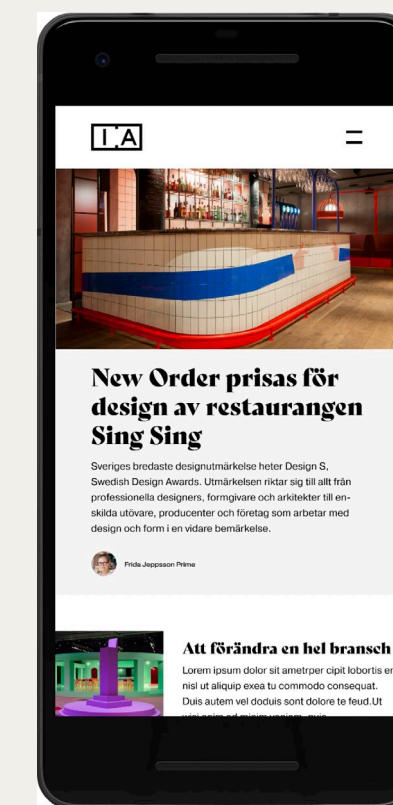 I.A
New Order prisas för
design av restaurangen
Sing Sing
Sveriges bredaste designutmärkelse heter Design S,
Swedish Design Awards. Utmärkelsen riktar sig till allt från
professionella designers, formgivare och arkitekter till en-
skilda utövare, producenter och företag som arbetar med
design och form i en vidare bemärkelse.
Frida Jeppsson Prime
Att förändra en hel bransch
Lorem ipsum dolor sit ametrper cipit lobortis
nisl ut aliquip exea tu commodo consequat.
Duis autem vel doduis sont dolore te feud.Ut